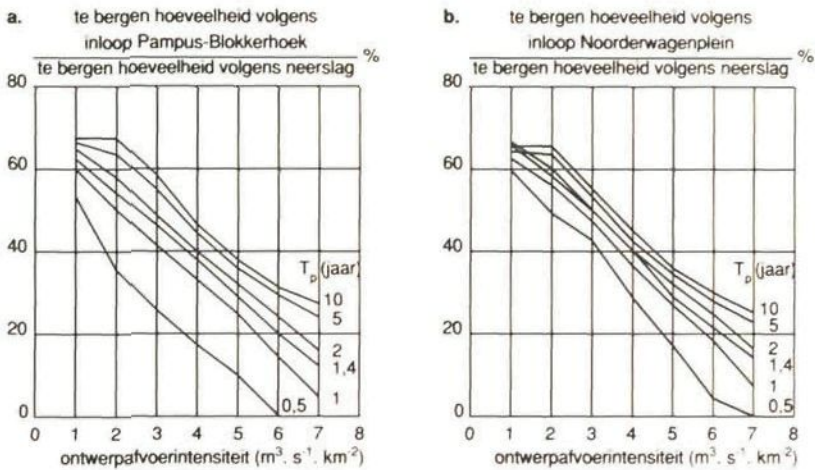 a. te bergen hoeveelheid volgens
inloop Pampus-Blokkerhoek
te bergen hoeveelheid volgens neerslag %
80
60
40
20
0
T_p (jaar)
10
5
2
1,4
1
0,5
0 1 2 3 4 5 6 7 8
ontwerpafvoerintensiteit (m³. s⁻¹. km⁻²)
b. te bergen hoeveelheid volgens
inloop Noorderwagenplein
te bergen hoeveelheid volgens neerslag %
80
60
40
20
0
T_p (jaar)
10
5
2
1,4
1
0.5
0 1 2 3 4 5 6 7 8
ontwerpafvoerintensiteit (m³. s⁻¹. km⁻²)